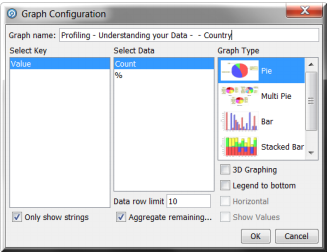 Graph Configuration
Graph name: Profiling - Understanding your Data - - Country
Select Key
Select Data
Graph Type
Value
Count
%
Pie
Multi Pie
Bar
Stacked Bar
3D Graphing
Legend to bottom
Data row limit 10
Horizontal
Only show strings
Aggregate remaining...
Show Values
OK
Cancel